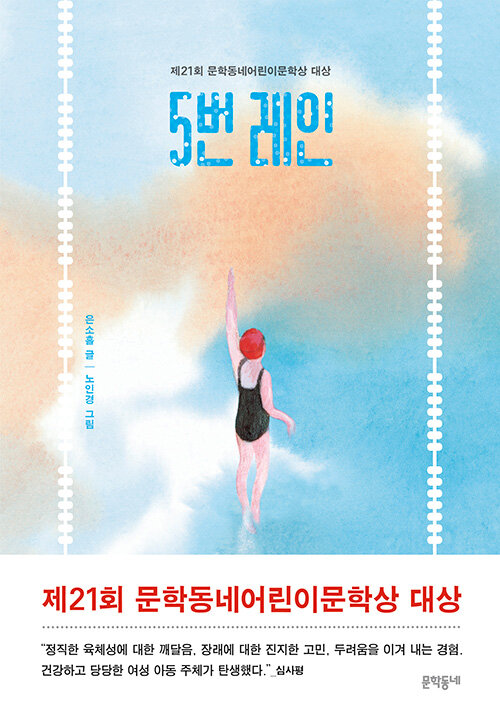 제21회 문학동네어린이문학상 대상
5번 레인
은소홀 글 | 노인경 그림
제21회 문학동네어린이문학상 대상
“정직한 육체성에 대한 깨달음, 장래에 대한 진지한 고민, 두려움을 이겨 내는 경험.
건강하고 당당한 여성 아동 주체가 탄생했다.”_심사평
문학동네